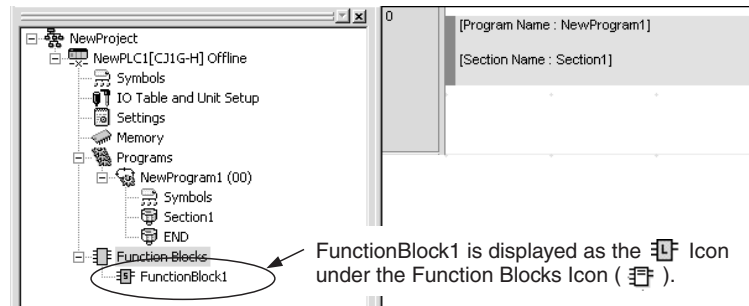 NewProject
NewPLC1[CJ1G-H] Offline
Symbols
IO Table and Unit Setup
Settings
Memory
Programs
NewProgram1 (00)
Symbols
Section1
END
Function Blocks
FunctionBlock1
0
[Program Name : NewProgram1]
[Section Name : Section1]
FunctionBlock1 is displayed as the L Icon
under the Function Blocks Icon ( ).